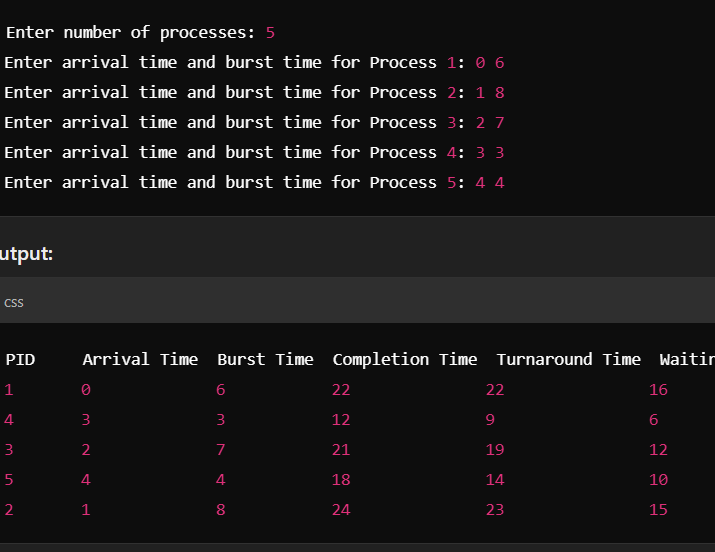 Enter number of processes: 5
Enter arrival time and burst time for Process 1: 0 6
Enter arrival time and burst time for Process 2: 1 8
Enter arrival time and burst time for Process 3: 2 7
Enter arrival time and burst time for Process 4: 3 3
Enter arrival time and burst time for Process 5: 4 4
utput:
css
PID Arrival Time Burst Time Completion Time Turnaround Time Waitin
1 0 6 22 22 16
4 3 3 12 9 6
3 2 7 21 19 12
5 4 4 18 14 10
2 1 8 24 23 15